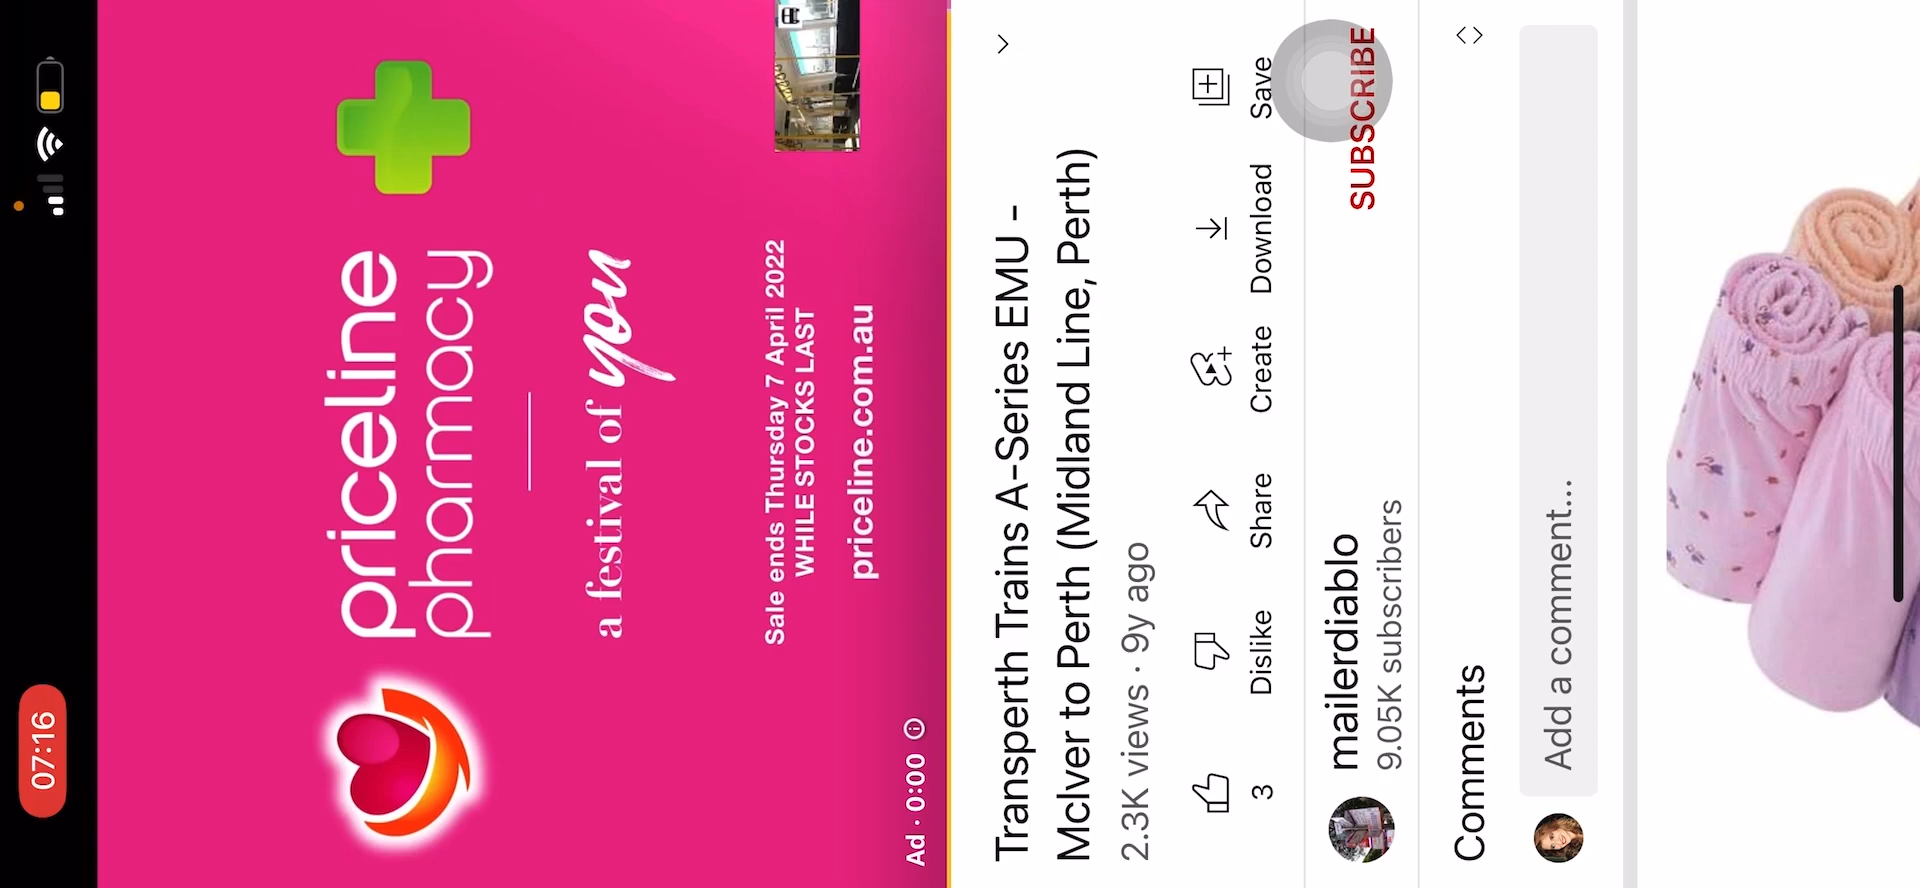 07:16
priceline
pharmacy
a festival of you
Sale ends Thursday 7 April 2022
WHILE STOCKS LAST
priceline.com.au
Ad · 0:00
Transperth Trains A-Series EMU -
McIver to Perth (Midland Line, Perth)
2.3K views · 9y ago
3
Dislike
Share
Create
Download
Save
mailerdiablo
9.05K subscribers
SUBSCRIBE
Comments
Add a comment...